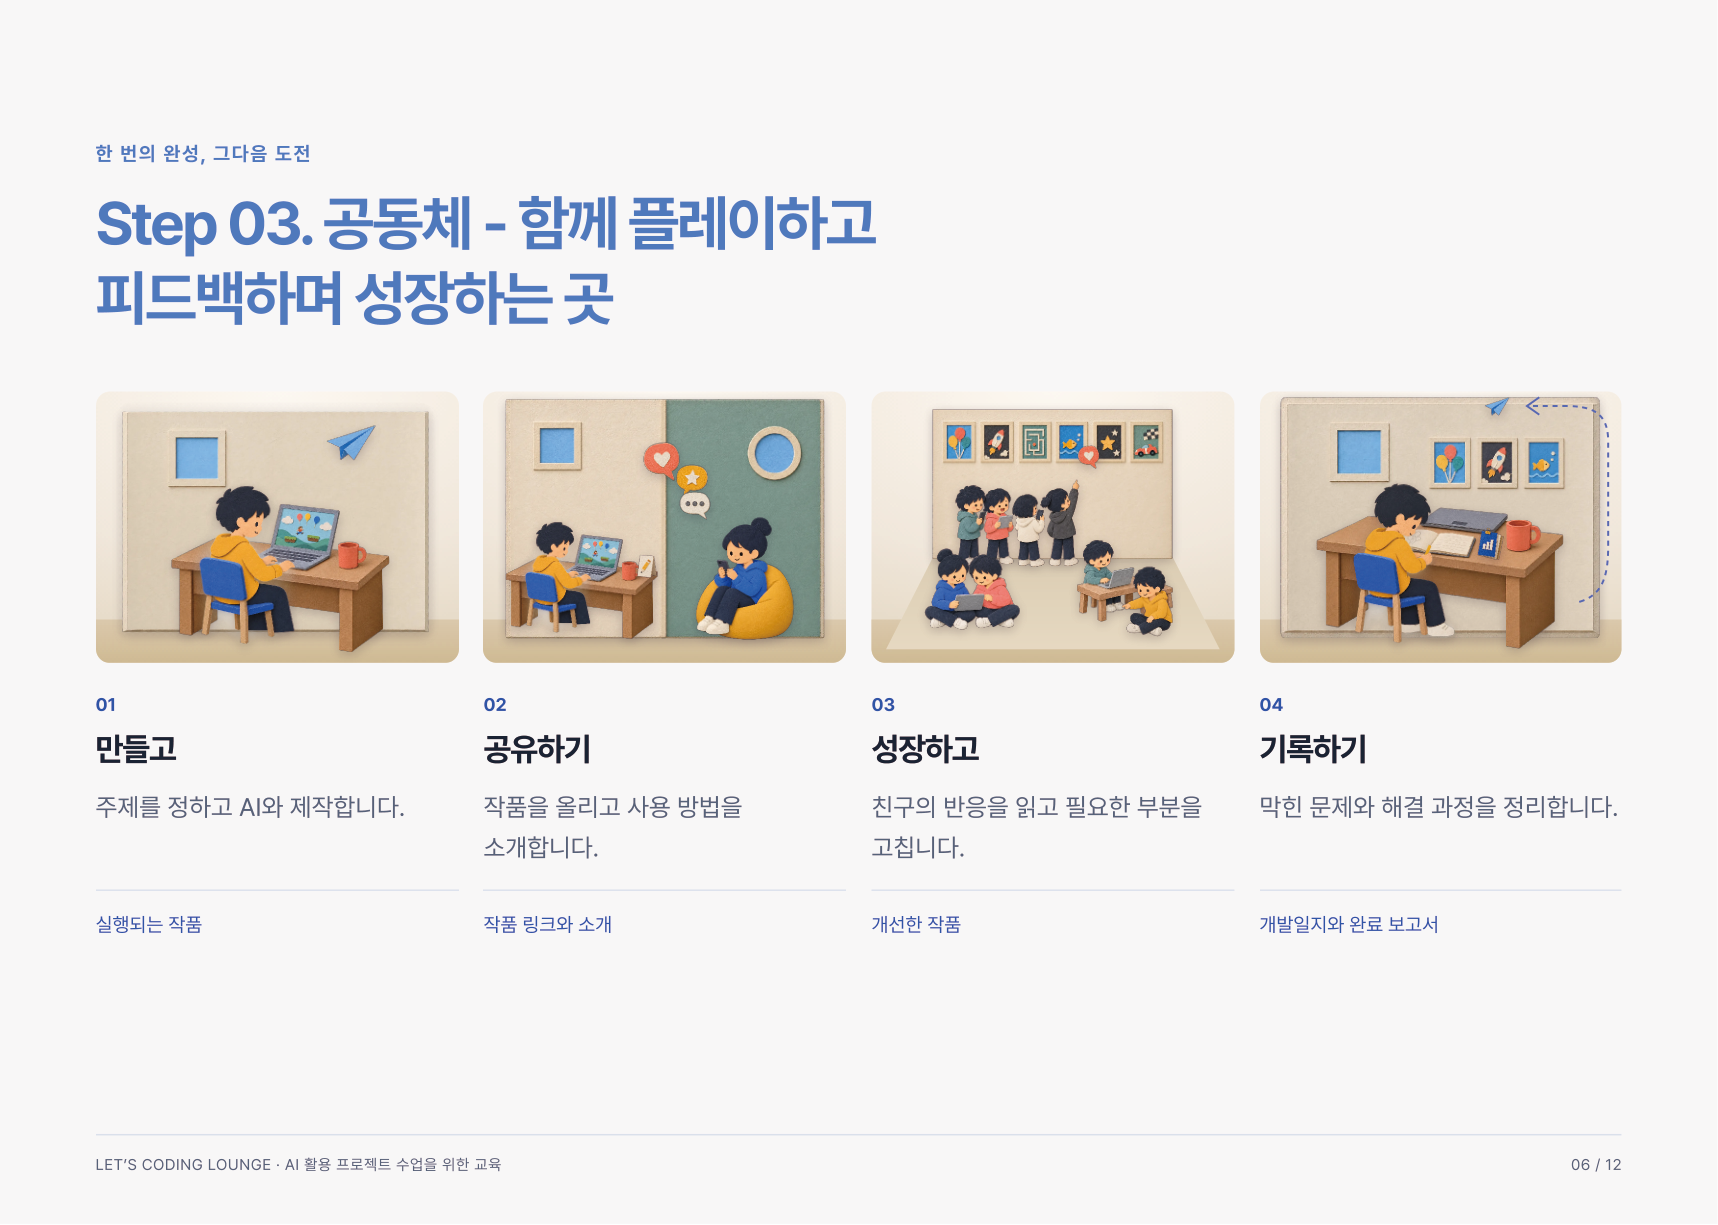 한 번의 완성, 그다음 도전
Step 03. 공동체 - 함께 플레이하고
피드백하며 성장하는 곳
01
만들고
주제를 정하고 AI와 제작합니다.
실행되는 작품
02
공유하기
작품을 올리고 사용 방법을
소개합니다.
작품 링크와 소개
03
성장하고
친구의 반응을 읽고 필요한 부분을
고칩니다.
개선한 작품
04
기록하기
막힌 문제와 해결 과정을 정리합니다.
개발일지와 완료 보고서
LET'S CODING LOUNGE · AI 활용 프로젝트 수업을 위한 교육
06 / 12